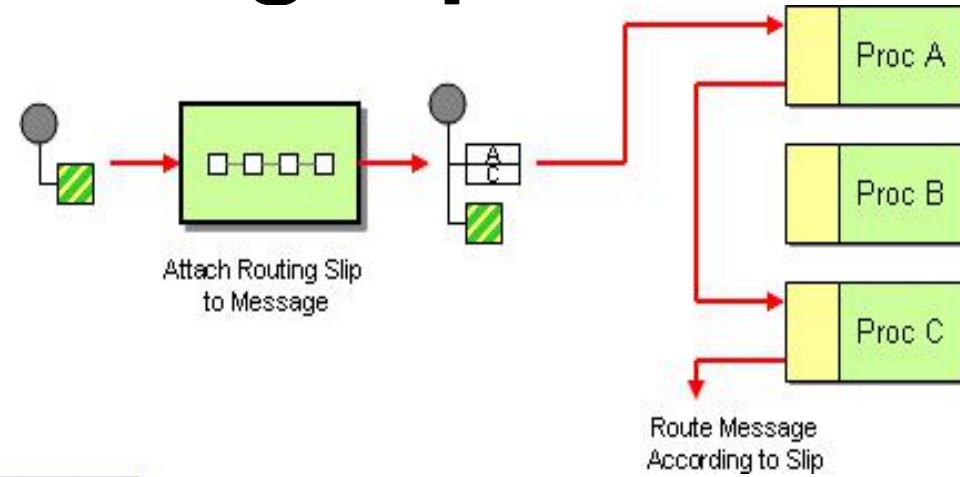 Proc A
A
C
Proc B
Attach Routing Slip
to Message
Proc C
Route Message
According to Slip